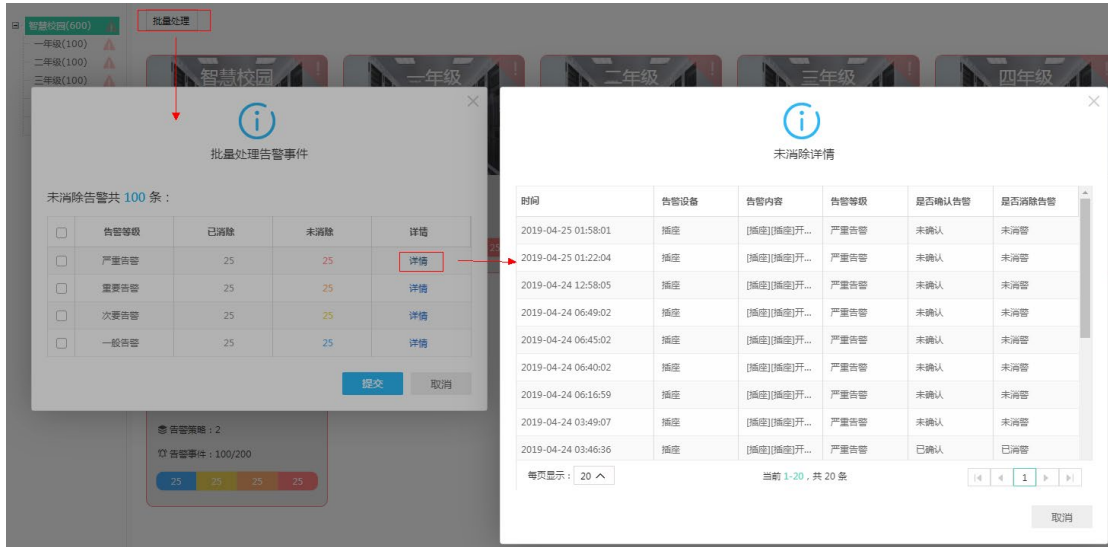 智慧校园(600)
批量处理
一年级(100)
二年级(100)
三年级(100)
智慧校园
一年级
二年级
三年级
四年级
批量处理告警事件
未消除告警共 100 条：
告警等级 已消除 未消除 详情
严重告警 25 25 详情
重要告警 25 25 详情
次要告警 25 25 详情
一般告警 25 25 详情
提交 取消
告警策略：2
告警事件：100/200
25 25 25 25
25
未消除详情
时间 告警设备 告警内容 告警等级 是否确认告警 是否消除告警
2019-04-25 01:58:01 插座 [插座][插座]开... 严重告警 未确认 未消警
2019-04-25 01:22:04 插座 [插座][插座]开... 严重告警 未确认 未消警
2019-04-24 12:58:05 插座 [插座][插座]开... 严重告警 未确认 未消警
2019-04-24 06:49:02 插座 [插座][插座]开... 严重告警 未确认 未消警
2019-04-24 06:45:02 插座 [插座][插座]开... 严重告警 未确认 未消警
2019-04-24 06:40:02 插座 [插座][插座]开... 严重告警 未确认 未消警
2019-04-24 06:16:59 插座 [插座][插座]开... 严重告警 未确认 未消警
2019-04-24 03:49:07 插座 [插座][插座]开... 严重告警 未确认 未消警
2019-04-24 03:46:36 插座 [插座][插座]开... 严重告警 已确认 已消警
每页显示： 20 当前 1-20，共 20 条 1
取消